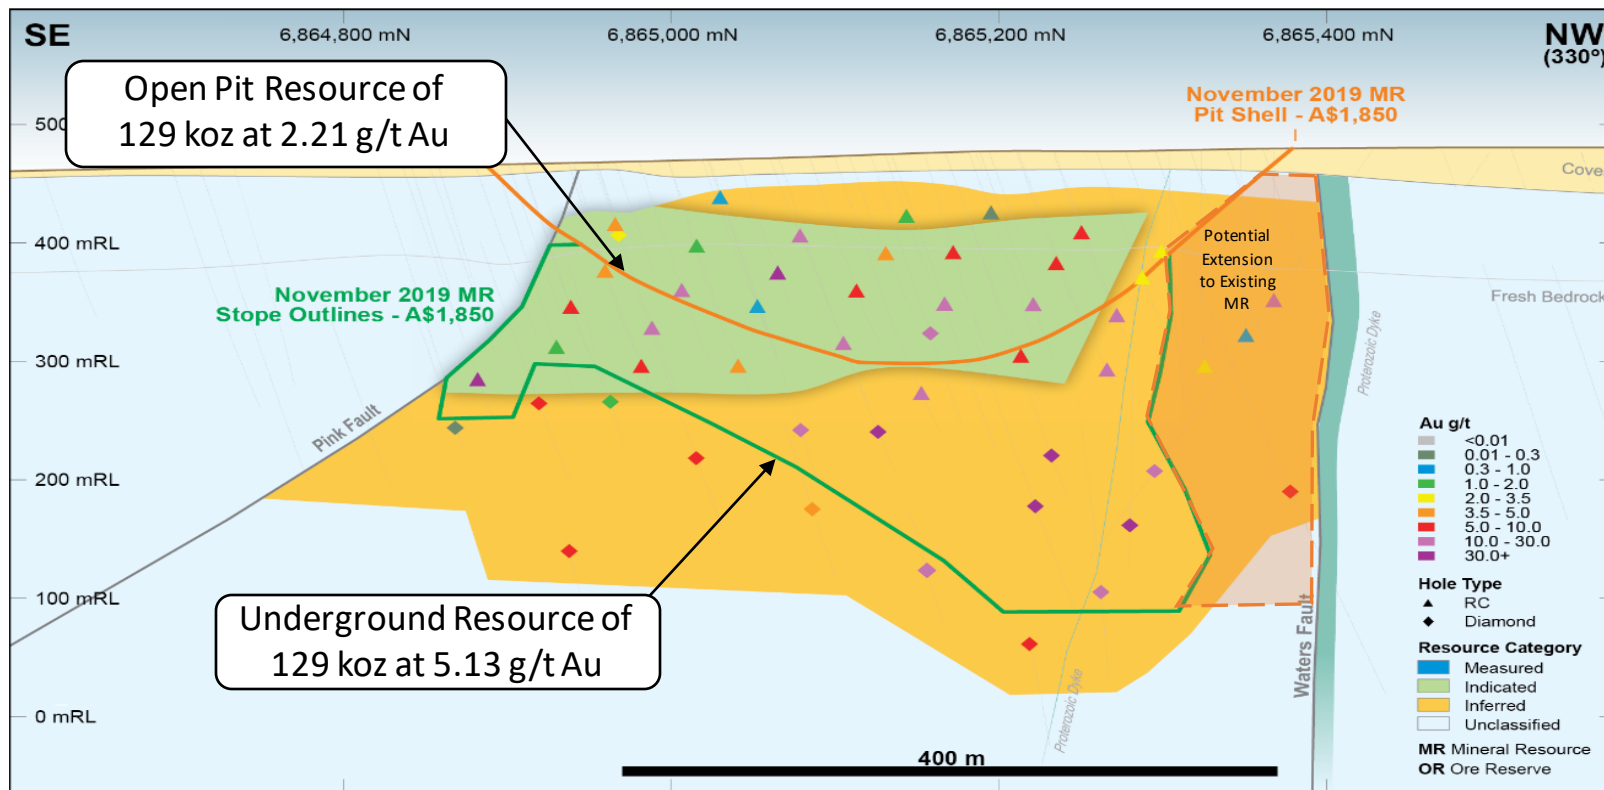 SE
6,864,800 mN
6,865,000 mN
6,865,200 mN
6,865,400 mN
NW
(330°)
Open Pit Resource of
129 koz at 2.21 g/t Au
November 2019 MR
Pit Shell - A$1,850
400 mRL
300 mRL
200 mRL
100 mRL
0 mRL
Cove
Potential
Extension
to Existing
MR
November 2019 MR
Stope Outlines - A$1,850
Fresh Bedrock
Pink Fault
Proterozoic Dyke
Underground Resource of
129 koz at 5.13 g/t Au
Proterozoic Dyke
Waters Fault
400 m
Au g/t
<0.01
0.01 - 0.3
0.3 - 1.0
1.0 - 2.0
2.0 - 3.5
3.5 - 5.0
5.0 - 10.0
10.0 - 30.0
30.0+
Hole Type
RC
Diamond
Resource Category
Measured
Indicated
Inferred
Unclassified
MR Mineral Resource
OR Ore Reserve